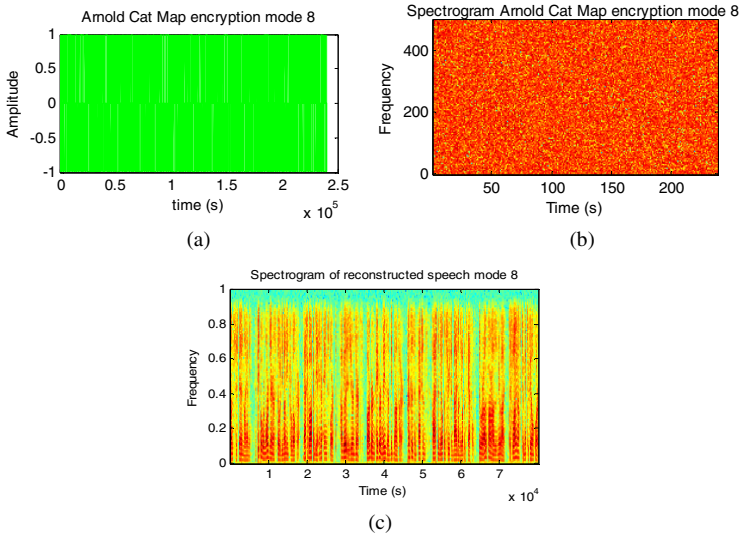 Arnold Cat Map encryption mode 8
1
0.5
0
-0.5
-1
Amplitude
0 0.5 1 1.5 2 2.5
time (s)
x 10^5
(a)
Spectrogram Arnold Cat Map encryption mode 8
400
200
0
Frequency
50 100 150 200
Time (s)
(b)
Spectrogram of reconstructed speech mode 8
1
0.8
0.6
0.4
0.2
0
Frequency
1 2 3 4 5 6 7
Time (s)
x 10^4
(c)